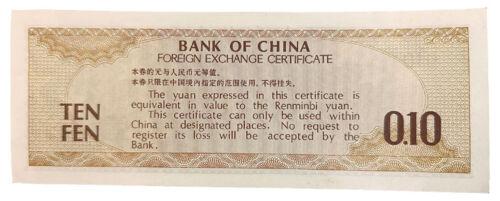 BANK OF CHINA
FOREIGN EXCHANGE CERTIFICATE
本券的元与人民币元等值。
本券只限在中国境内指定的范围使用，不得挂失。
The yuan expressed in this certificate is
equivalent in value to the Renminbi yuan.
This certificate can only be used within
China at designated places. No request to
register its loss will be accepted by the
Bank.
TEN
FEN
0.10